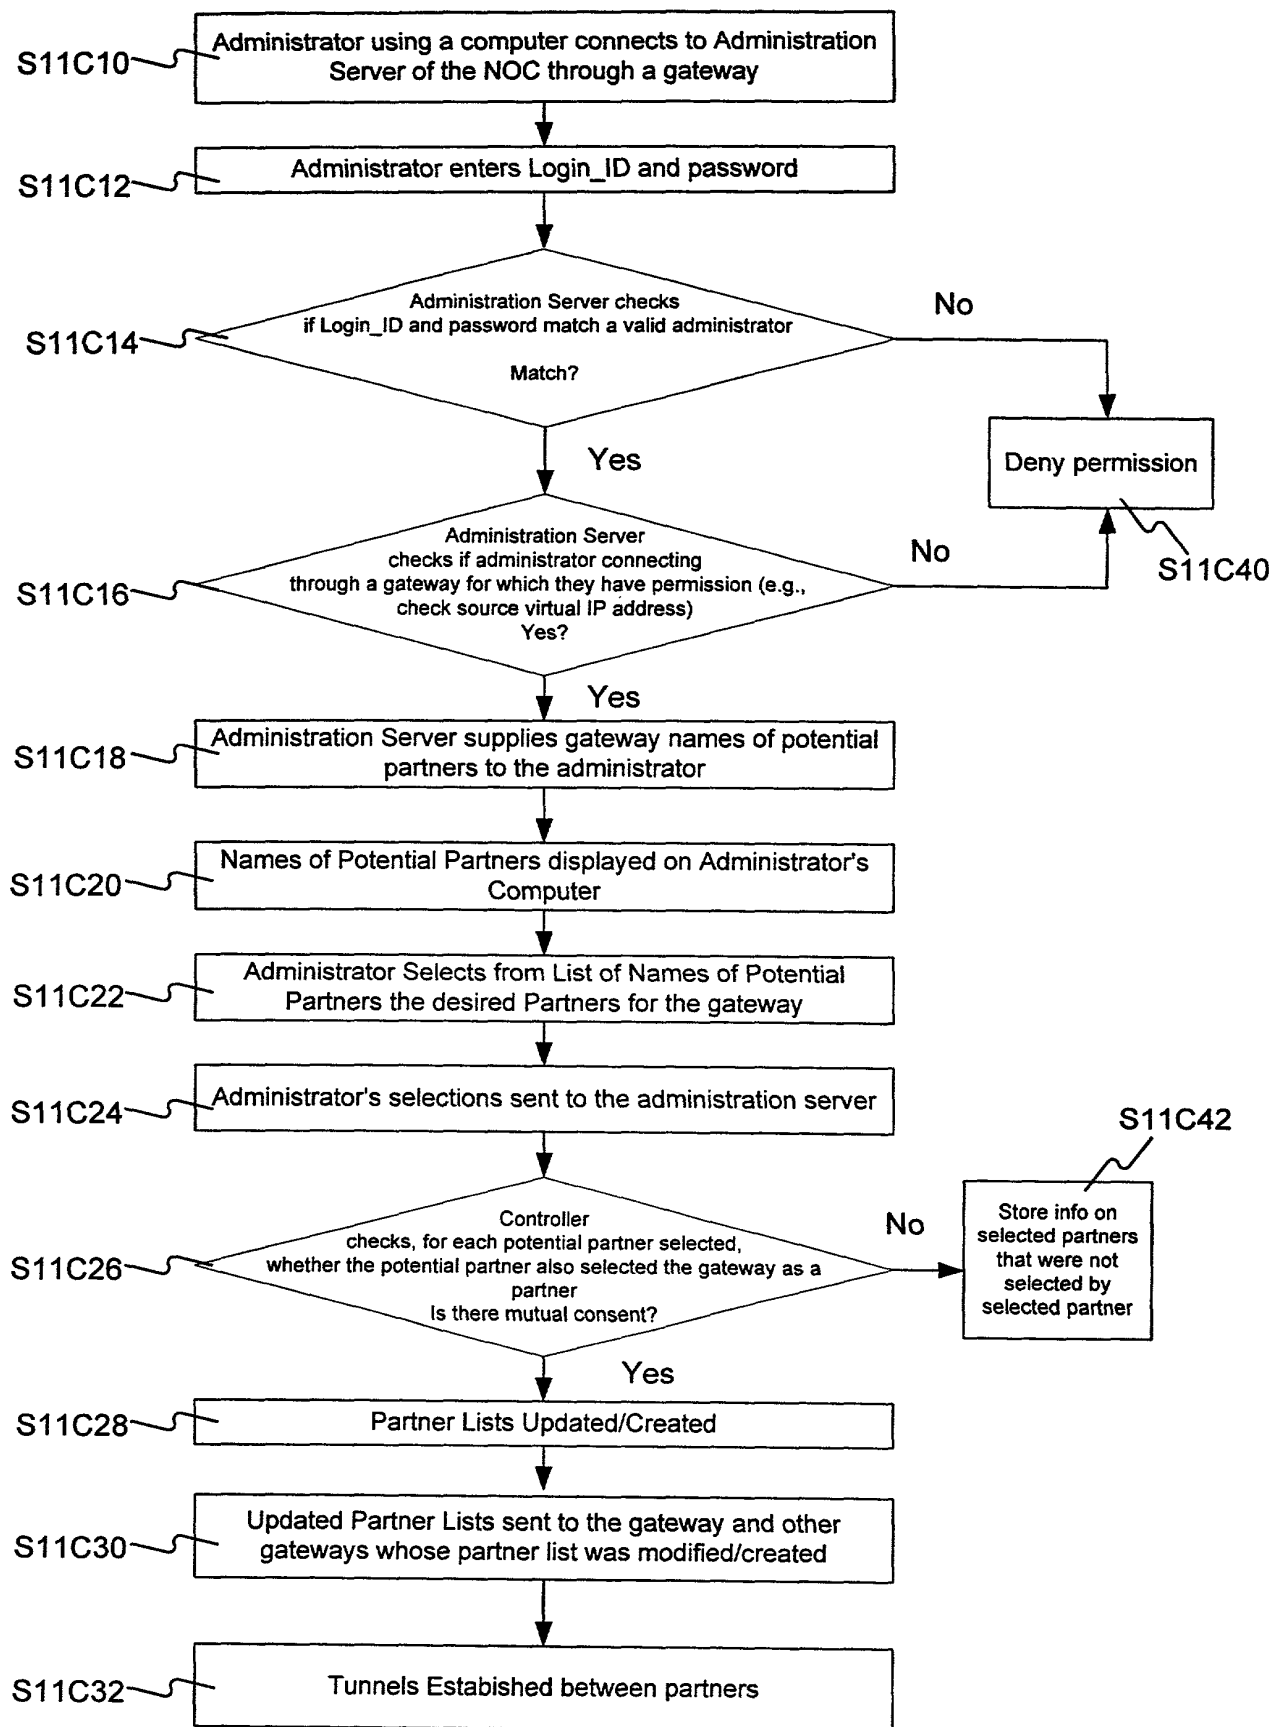 Administrator using a computer connects to Administration
Server of the NOC through a gateway
S11C10
Administrator enters Login_ID and password
S11C12
Administration Server checks
if Login_ID and password match a valid administrator
Match?
S11C14
No
Yes
Deny permission
S11C40
Administration Server
checks if administrator connecting
through a gateway for which they have permission (e.g.,
check source virtual IP address)
Yes?
S11C16
No
Yes
Administration Server supplies gateway names of potential
partners to the administrator
S11C18
Names of Potential Partners displayed on Administrator's
Computer
S11C20
Administrator Selects from List of Names of Potential
Partners the desired Partners for the gateway
S11C22
Administrator's selections sent to the administration server
S11C24
S11C42
Controller
checks, for each potential partner selected,
whether the potential partner also selected the gateway as a
partner
Is there mutual consent?
S11C26
No
Store info on
selected partners
that were not
selected by
selected partner
Yes
Partner Lists Updated/Created
S11C28
Updated Partner Lists sent to the gateway and other
gateways whose partner list was modified/created
S11C30
Tunnels Estabished between partners
S11C32